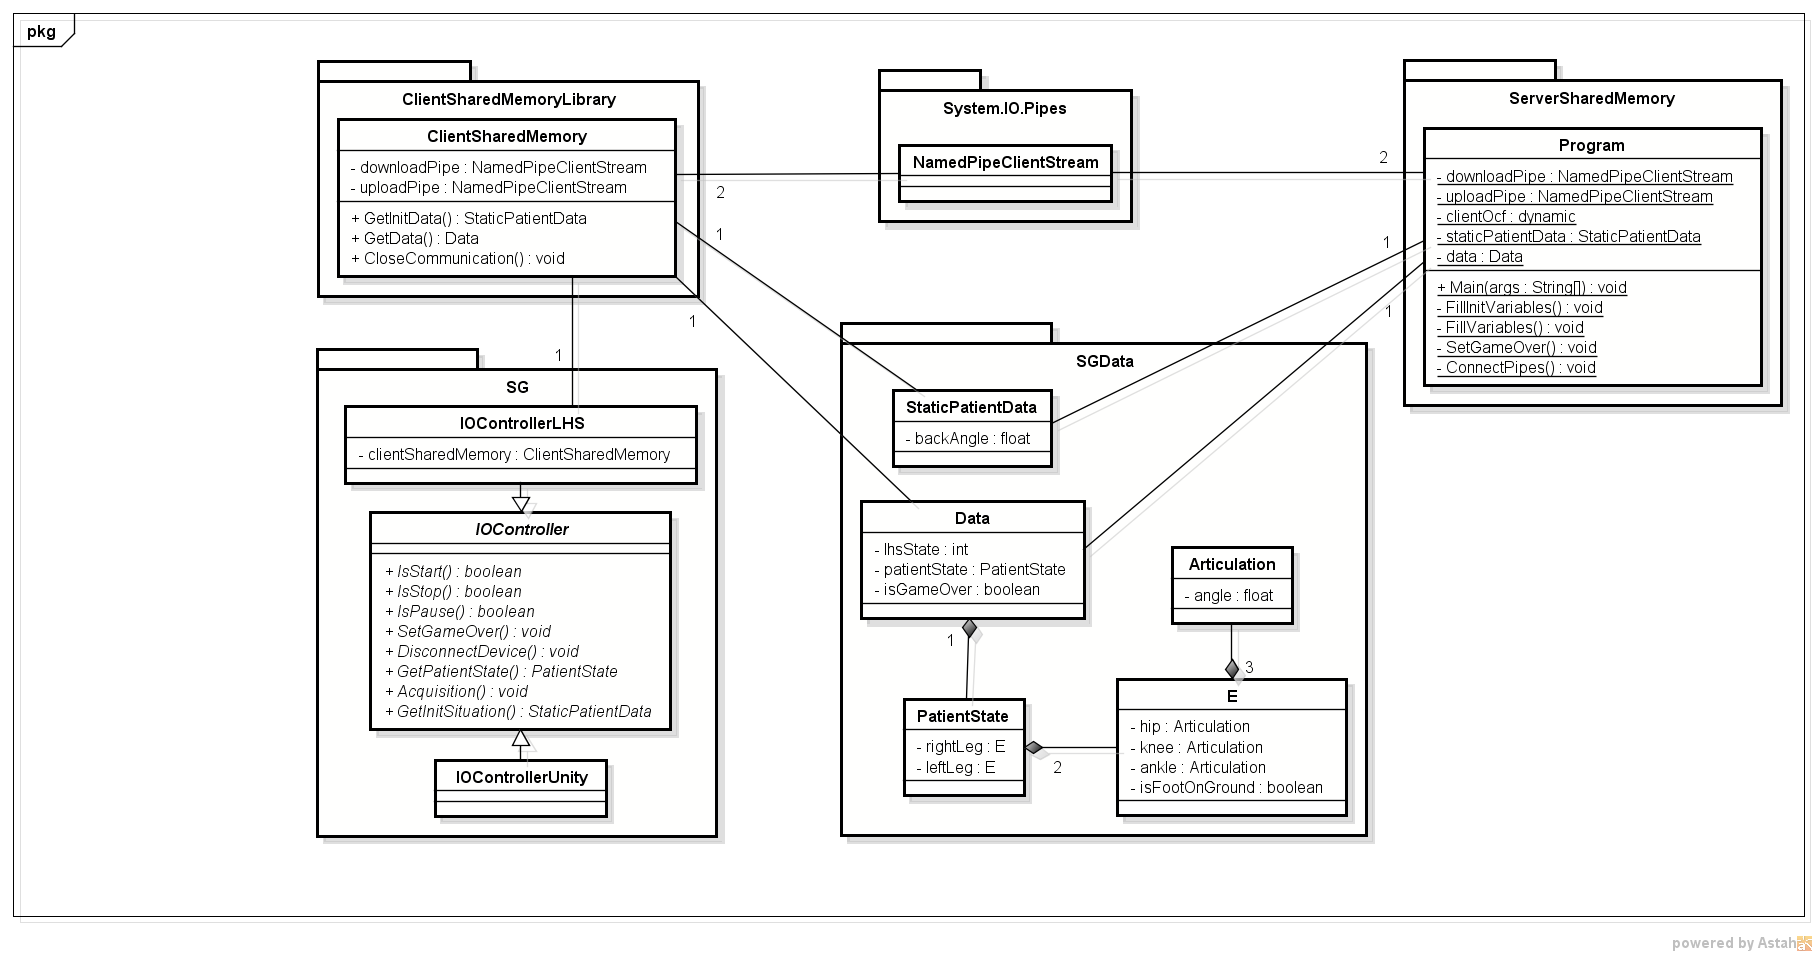 pkg
ClientSharedMemoryLibrary
ClientSharedMemory
- downloadPipe : NamedPipeClientStream
- uploadPipe : NamedPipeClientStream
+ GetInitData() : StaticPatientData
+ GetData() : Data
+ CloseCommunication() : void
2
1
1
1
System.IO.Pipes
NamedPipeClientStream
2
1
1
ServerSharedMemory
Program
- downloadPipe : NamedPipeClientStream
- uploadPipe : NamedPipeClientStream
- clientOcf : dynamic
- staticPatientData : StaticPatientData
- data : Data
+ Main(args : String[]) : void
- FillInitVariables() : void
- FillVariables() : void
- SetGameOver() : void
- ConnectPipes() : void
SG
IOControllerLHS
- clientSharedMemory : ClientSharedMemory
IOController
+ IsStart() : boolean
+ IsStop() : boolean
+ IsPause() : boolean
+ SetGameOver() : void
+ DisconnectDevice() : void
+ GetPatientState() : PatientState
+ Acquisition() : void
+ GetInitSituation() : StaticPatientData
IOControllerUnity
SGData
StaticPatientData
- backAngle : float
Data
- lhsState : int
- patientState : PatientState
- isGameOver : boolean
1
Articulation
- angle : float
3
PatientState
- rightLeg : E
- leftLeg : E
2
E
- hip : Articulation
- knee : Articulation
- ankle : Articulation
- isFootOnGround : boolean
powered by Astah